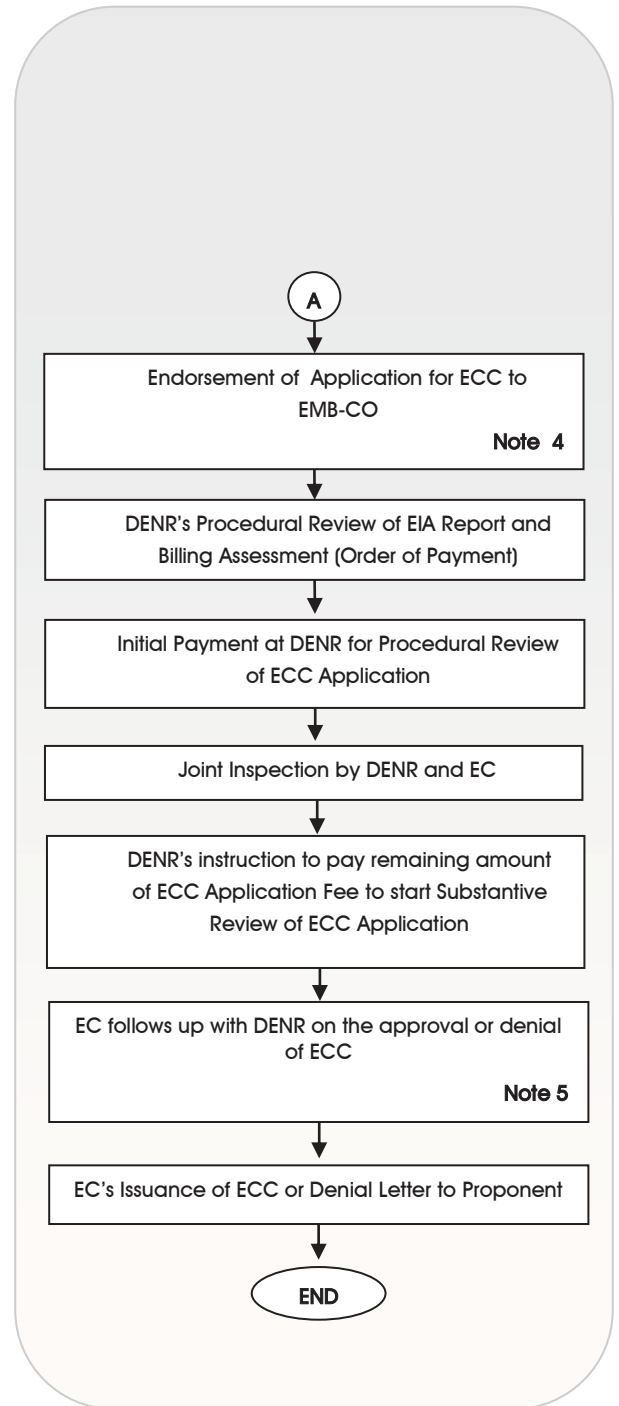 A
Endorsement of Application for ECC to
EMB-CO
Note 4
DENR's Procedural Review of EIA Report and
Billing Assessment (Order of Payment)
Initial Payment at DENR for Procedural Review
of ECC Application
Joint Inspection by DENR and EC
DENR's instruction to pay remaining amount
of ECC Application Fee to start Substantive
Review of ECC Application
EC follows up with DENR on the approval or denial
of ECC
Note 5
EC's Issuance of ECC or Denial Letter to Proponent
END